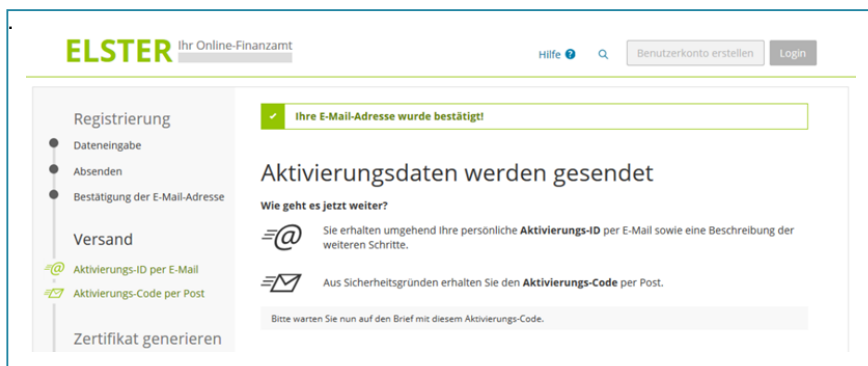 ELSTER Ihr Online-Finanzamt
Hilfe ? Benutzerkonto erstellen Login
Registrierung
Dateneingabe
Absenden
Bestätigung der E-Mail-Adresse
Versand
Aktivierungs-ID per E-Mail
Aktivierungs-Code per Post
Zertifikat generieren
Ihre E-Mail-Adresse wurde bestätigt!
Aktivierungsdaten werden gesendet
Wie geht es jetzt weiter?
Sie erhalten umgehend Ihre persönliche Aktivierungs-ID per E-Mail sowie eine Beschreibung der
weiteren Schritte.
Aus Sicherheitsgründen erhalten Sie den Aktivierungs-Code per Post.
Bitte warten Sie nun auf den Brief mit diesem Aktivierungs-Code.